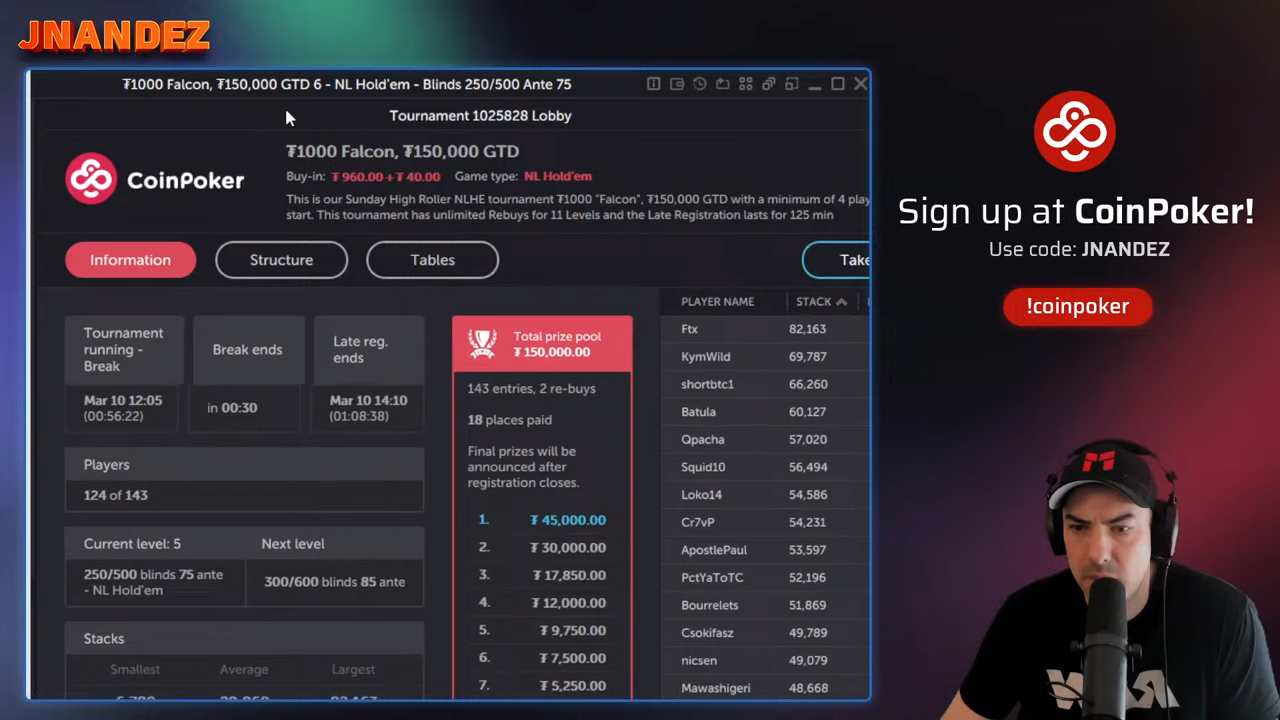 JNANDEZ
₮1000 Falcon, ₮150,000 GTD 6 - NL Hold'em - Blinds 250/500 Ante 75
Tournament 1025828 Lobby
CoinPoker
₮1000 Falcon, ₮150,000 GTD
Buy-in: ₮ 960.00 + ₮ 40.00 Game type: NL Hold'em
This is our Sunday High Roller NLHE tournament ₮1000 "Falcon", ₮150,000 GTD with a minimum of 4 play
start. This tournament has unlimited Rebuys for 11 Levels and the Late Registration lasts for 125 min
Information
Structure
Tables
Take
Tournament
running -
Break
Mar 10 12:05
(00:56:22)
Break ends
in 00:30
Late reg.
ends
Mar 10 14:10
(01:08:38)
Players
124 of 143
Current level: 5
250/500 blinds 75 ante
- NL Hold'em
Next level
300/600 blinds 85 ante
Stacks
Smallest Average Largest
Total prize pool
₮ 150,000.00
143 entries, 2 re-buys
18 places paid
Final prizes will be
announced after
registration closes.
1. ₮ 45,000.00
2. ₮ 30,000.00
3. ₮ 17,850.00
4. ₮ 12,000.00
5. ₮ 9,750.00
6. ₮ 7,500.00
7. ₮ 5,250.00
PLAYER NAME STACK
Ftx 82,163
KymWild 69,787
shortbtc1 66,260
Batula 60,127
Qpacha 57,020
Squid10 56,494
Loko14 54,586
Cr7vP 54,231
ApostlePaul 53,597
PctYaToTC 52,196
Bourrelets 51,869
Csokifasz 49,789
nicsen 49,079
Mawashigeri 48,668
Sign up at CoinPoker!
Use code: JNANDEZ
!coinpoker